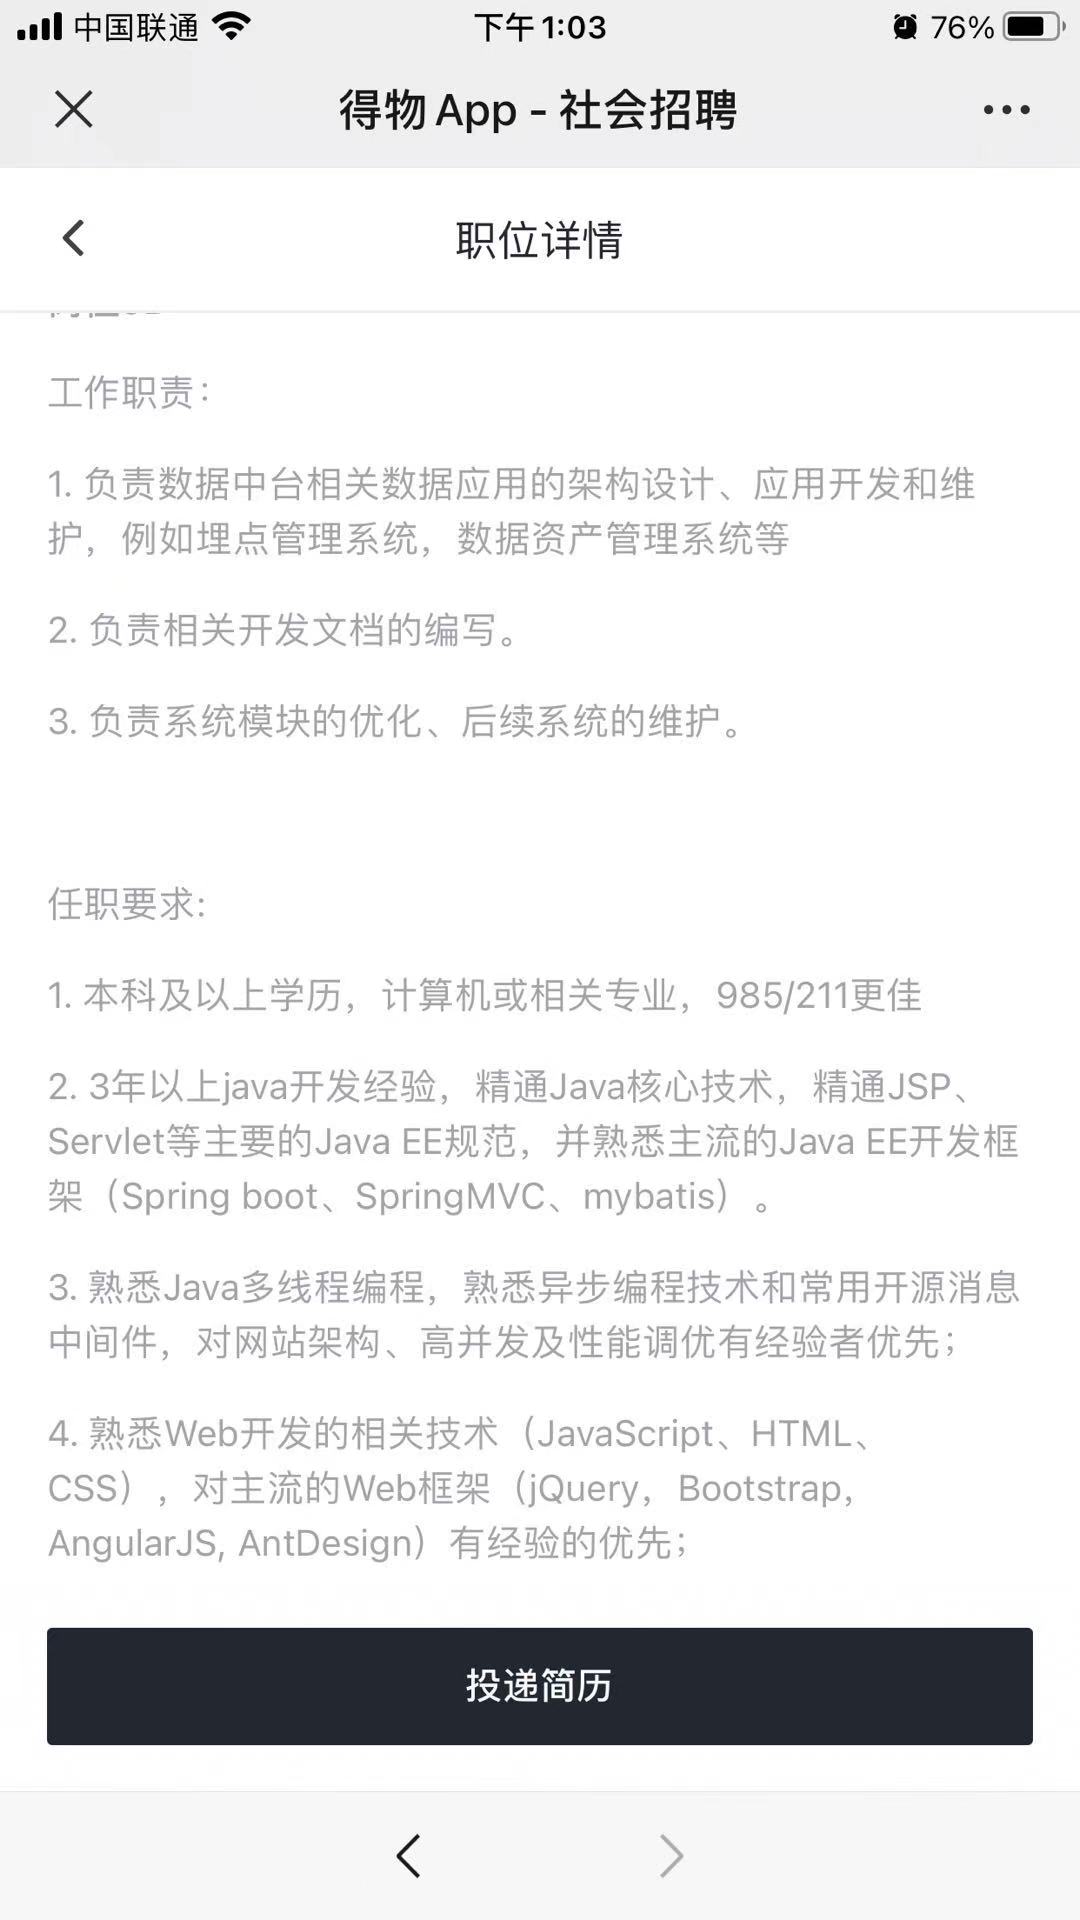 中国联通
下午1:03
76%
得物App - 社会招聘
职位详情
工作职责：
1. 负责数据中台相关数据应用的架构设计、应用开发和维
护，例如埋点管理系统，数据资产管理系统等
2. 负责相关开发文档的编写。
3. 负责系统模块的优化、后续系统的维护。
任职要求:
1. 本科及以上学历，计算机或相关专业，985/211更佳
2. 3年以上java开发经验，精通Java核心技术，精通JSP、
Servlet等主要的Java EE规范，并熟悉主流的Java EE开发框
架（Spring boot、SpringMVC、mybatis）。
3. 熟悉Java多线程编程，熟悉异步编程技术和常用开源消息
中间件，对网站架构、高并发及性能调优有经验者优先；
4. 熟悉Web开发的相关技术（JavaScript、HTML、
CSS），对主流的Web框架（jQuery，Bootstrap，
AngularJS, AntDesign）有经验的优先；
投递简历